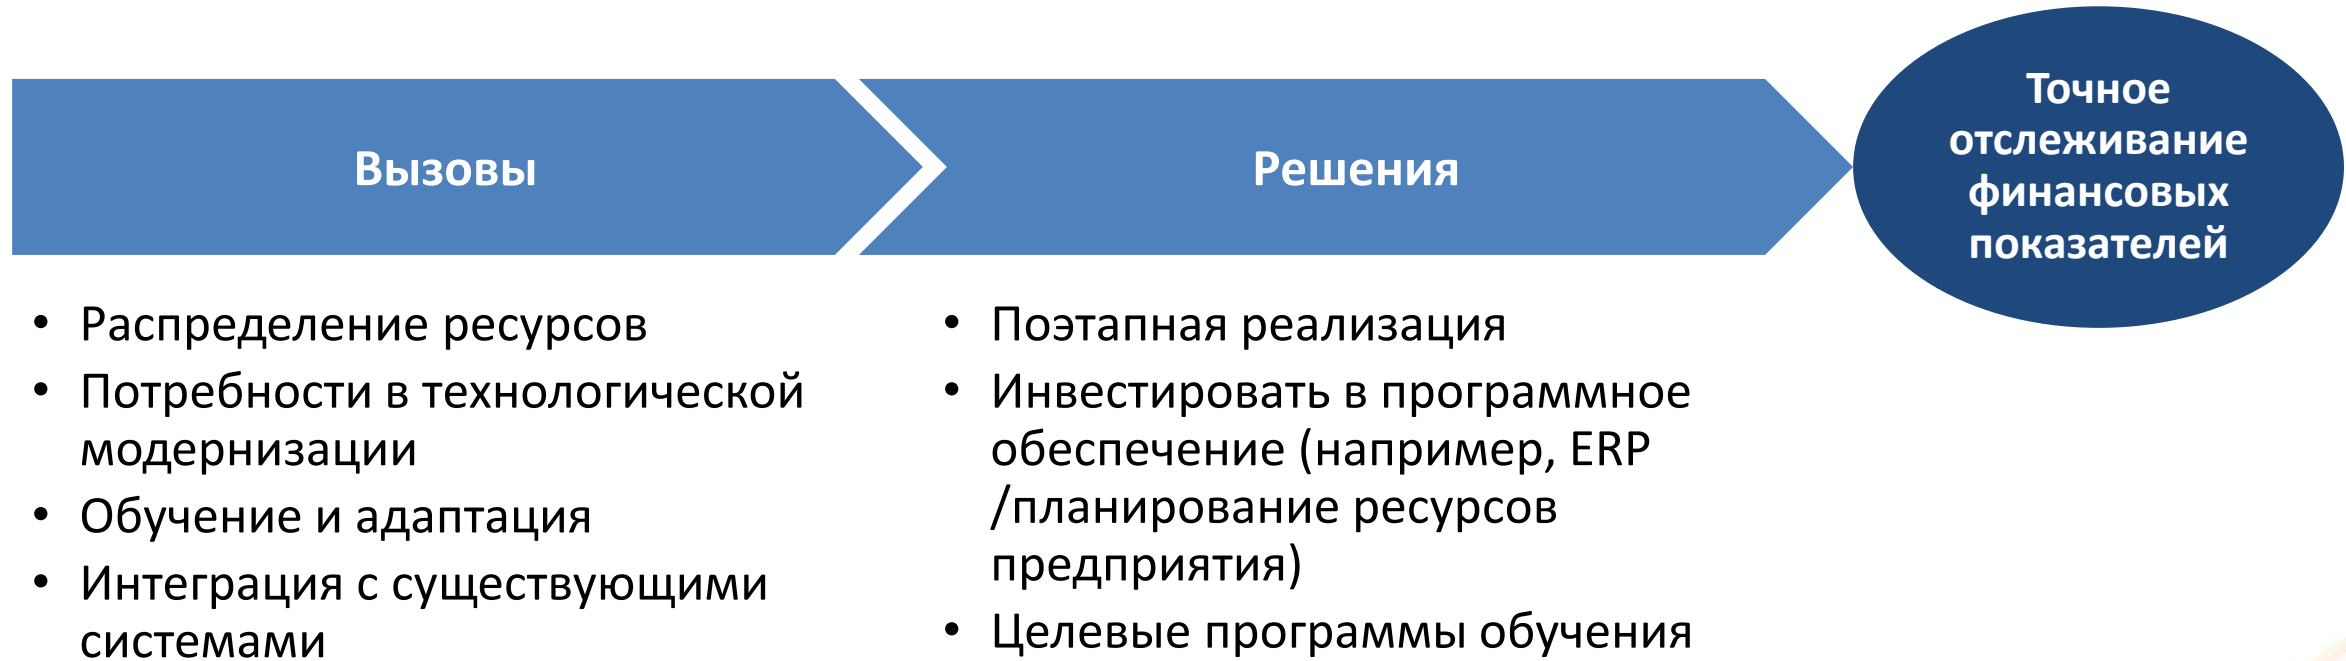 Вызовы
Решения
Точное
отслеживание
финансовых
показателей
• Распределение ресурсов
• Потребности в технологической
модернизации
• Обучение и адаптация
• Интеграция с существующими
системами
• Поэтапная реализация
• Инвестировать в программное
обеспечение (например, ERP
/планирование ресурсов
предприятия)
• Целевые программы обучения